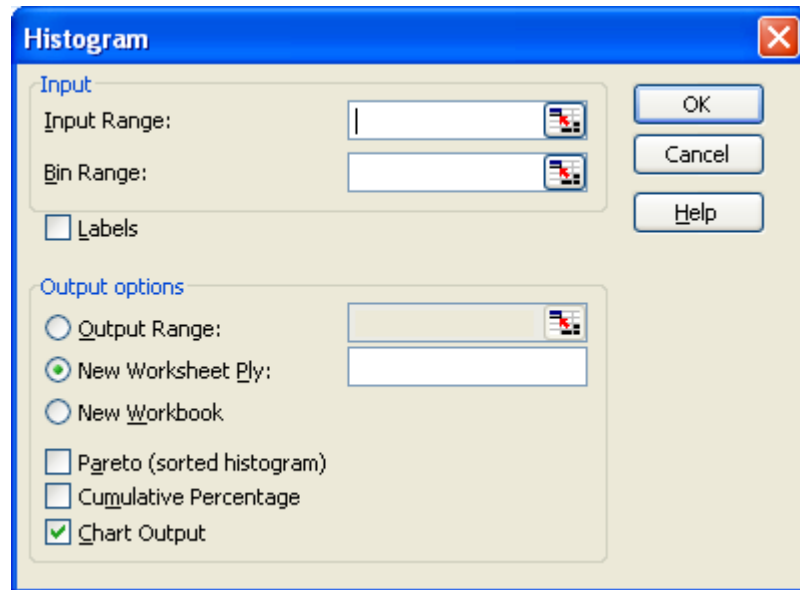 Histogram
Input
Input Range:
OK
Bin Range:
Cancel
Labels
Help
Output options
Output Range:
New Worksheet Ply:
New Workbook
Pareto (sorted histogram)
Cumulative Percentage
Chart Output